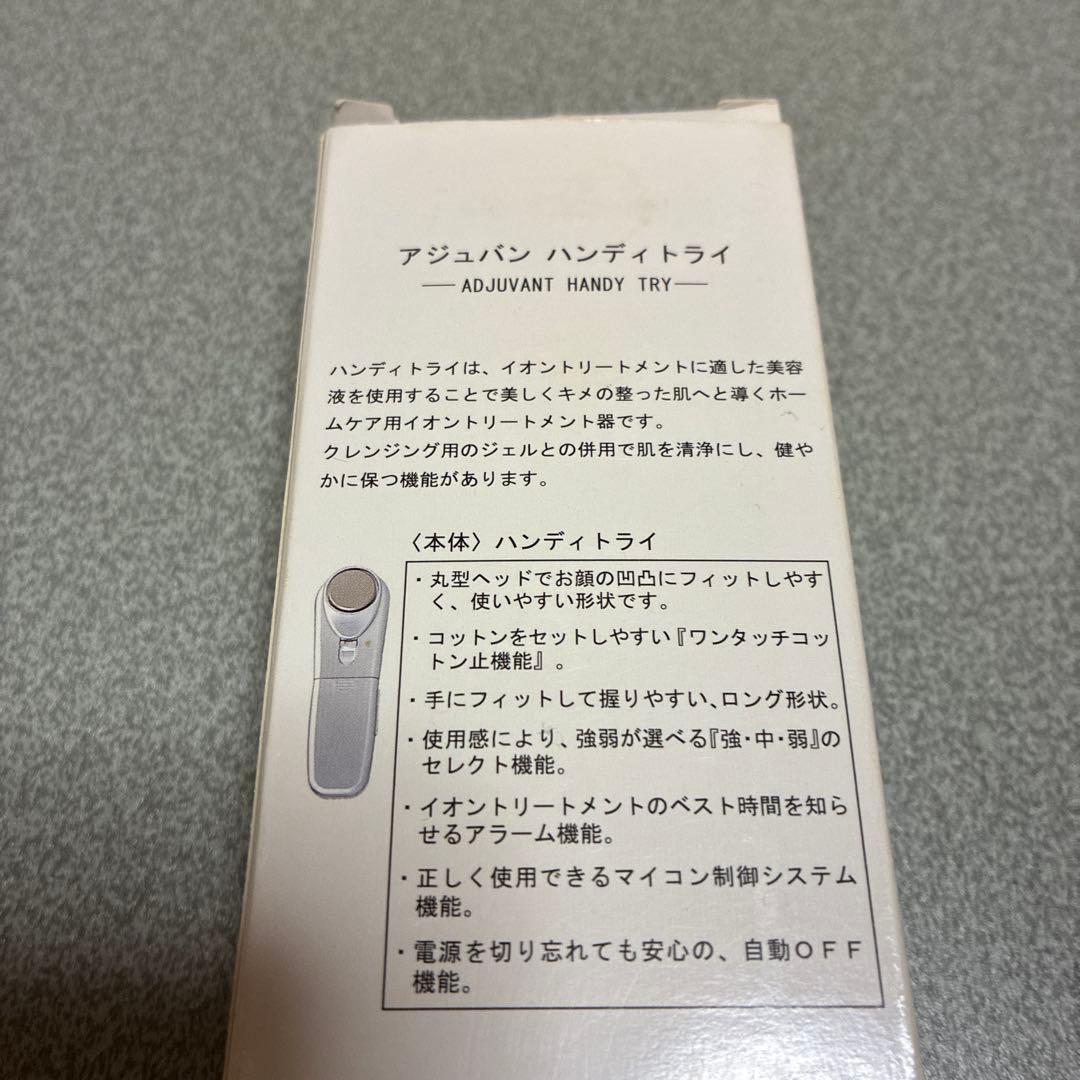 アジュバン ハンディトライ
ADJUVANT HANDY TRY
ハンディトライは、イオントリートメントに適した美容
液を使用することで美しくキメの整った肌へと導くホー
ムケア用イオントリートメント器です。
クレンジング用のジェルとの併用で肌を清浄にし、健や
かに保つ機能があります。
〈本体〉ハンディトライ
・丸型ヘッドでお顔の凹凸にフィットしやす
く、使いやすい形状です。
・コットンをセットしやすい『ワンタッチコッ
トン止機能』。
・手にフィットして握りやすい、ロング形状。
・使用感により、強弱が選べる『強・中・弱』の
セレクト機能。
・イオントリートメントのベスト時間を知ら
せるアラーム機能。
・正しく使用できるマイコン制御システム
機能。
・電源を切り忘れても安心の、自動ＯＦＦ
機能。